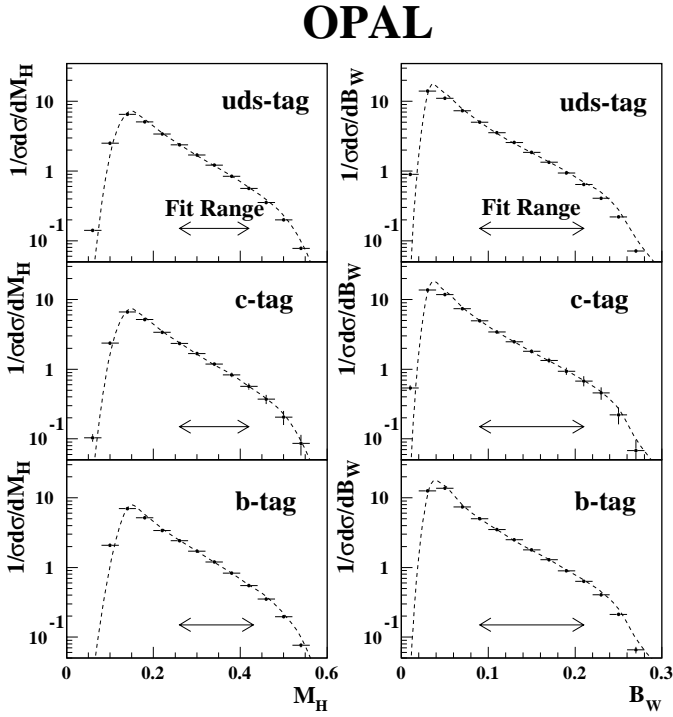 OPAL
1/σdσ/dM_H
10
1
10^-1
uds-tag
Fit Range
1/σdσ/dB_W
10
1
10^-1
uds-tag
Fit Range
1/σdσ/dM_H
10
1
10^-1
c-tag
1/σdσ/dB_W
10
1
10^-1
c-tag
1/σdσ/dM_H
10
1
10^-1
b-tag
0 0.2 0.4 0.6
M_H
1/σdσ/dB_W
10
1
10^-1
b-tag
0 0.1 0.2 0.3
B_W